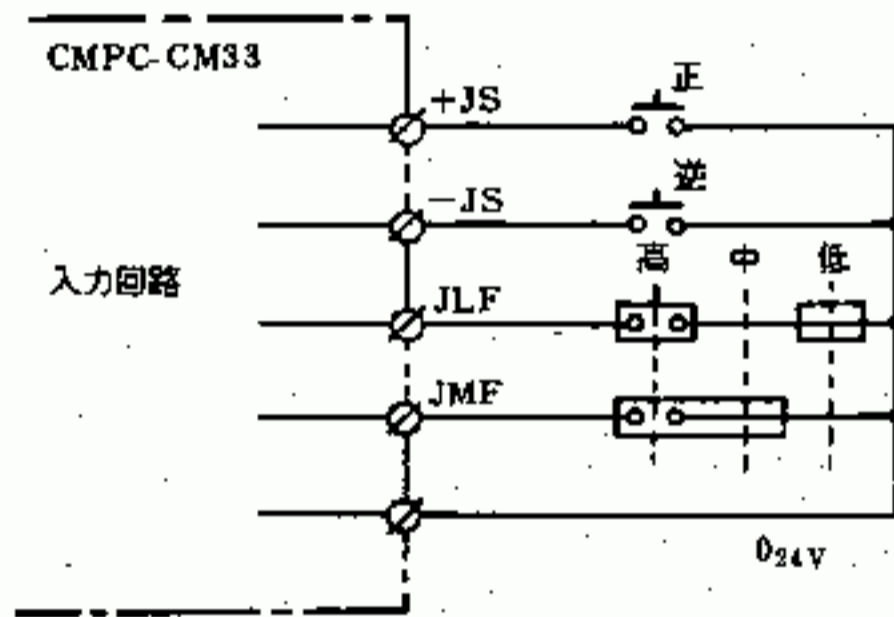 CMPC-CM33
+JS
正
-JS
逆
入力回路
高 中 低
JLF
JMF
0₂₄ᵥ